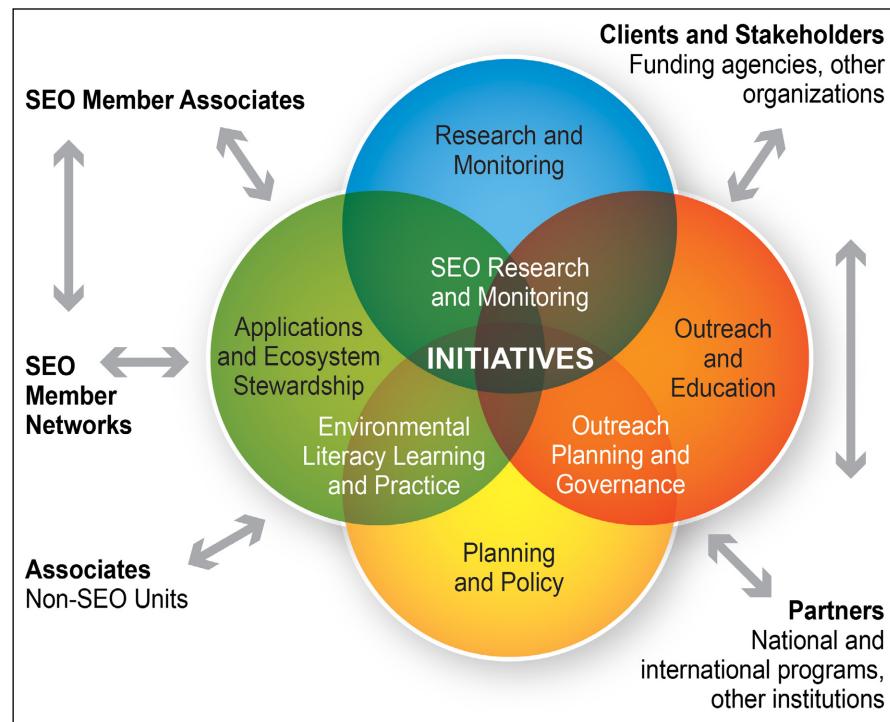 Clients and Stakeholders
Funding agencies, other
organizations
SEO Member Associates
Research and
Monitoring
SEO Research
and Monitoring
Applications
and Ecosystem
Stewardship
INITIATIVES
Outreach
and
Education
SEO
Member
Networks
Environmental
Literacy Learning
and Practice
Outreach
Planning and
Governance
Planning
and Policy
Associates
Non-SEO Units
Partners
National and
international programs,
other institutions